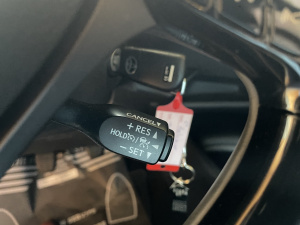 CANCEL
+ RES
HOLD
- SET